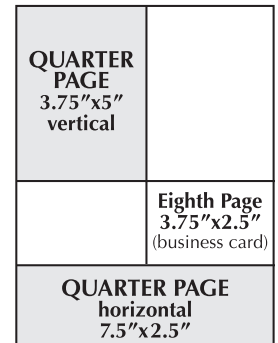 QUARTER
PAGE
3.75”x5”
vertical
Eighth Page
3.75”x2.5”
(business card)
QUARTER PAGE
horizontal
7.5”x2.5”